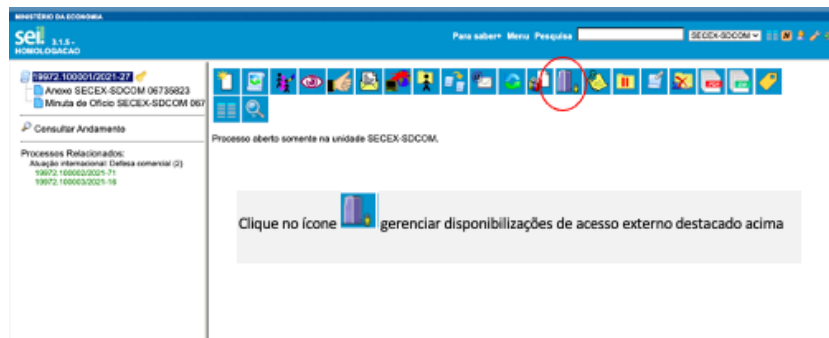 MINISTÉRIO DA ECONOMIA
sei. 3.1.5 -
HOMOLOGACAO
Para saber+ Menu Pesquisa
SECEX-SDCOM
19972.100001/2021-27
Anexo SECEX-SDCOM 06735823
Minuta de Ofício SECEX-SDCOM 067
Consultar Andamento
Processos Relacionados:
Atuação internacional: Defesa comercial (2)
19972.100002/2021-71
19972.100003/2021-16
Processo aberto somente na unidade SECEX-SDCOM.
Clique no ícone gerenciar disponibilizações de acesso externo destacado acima